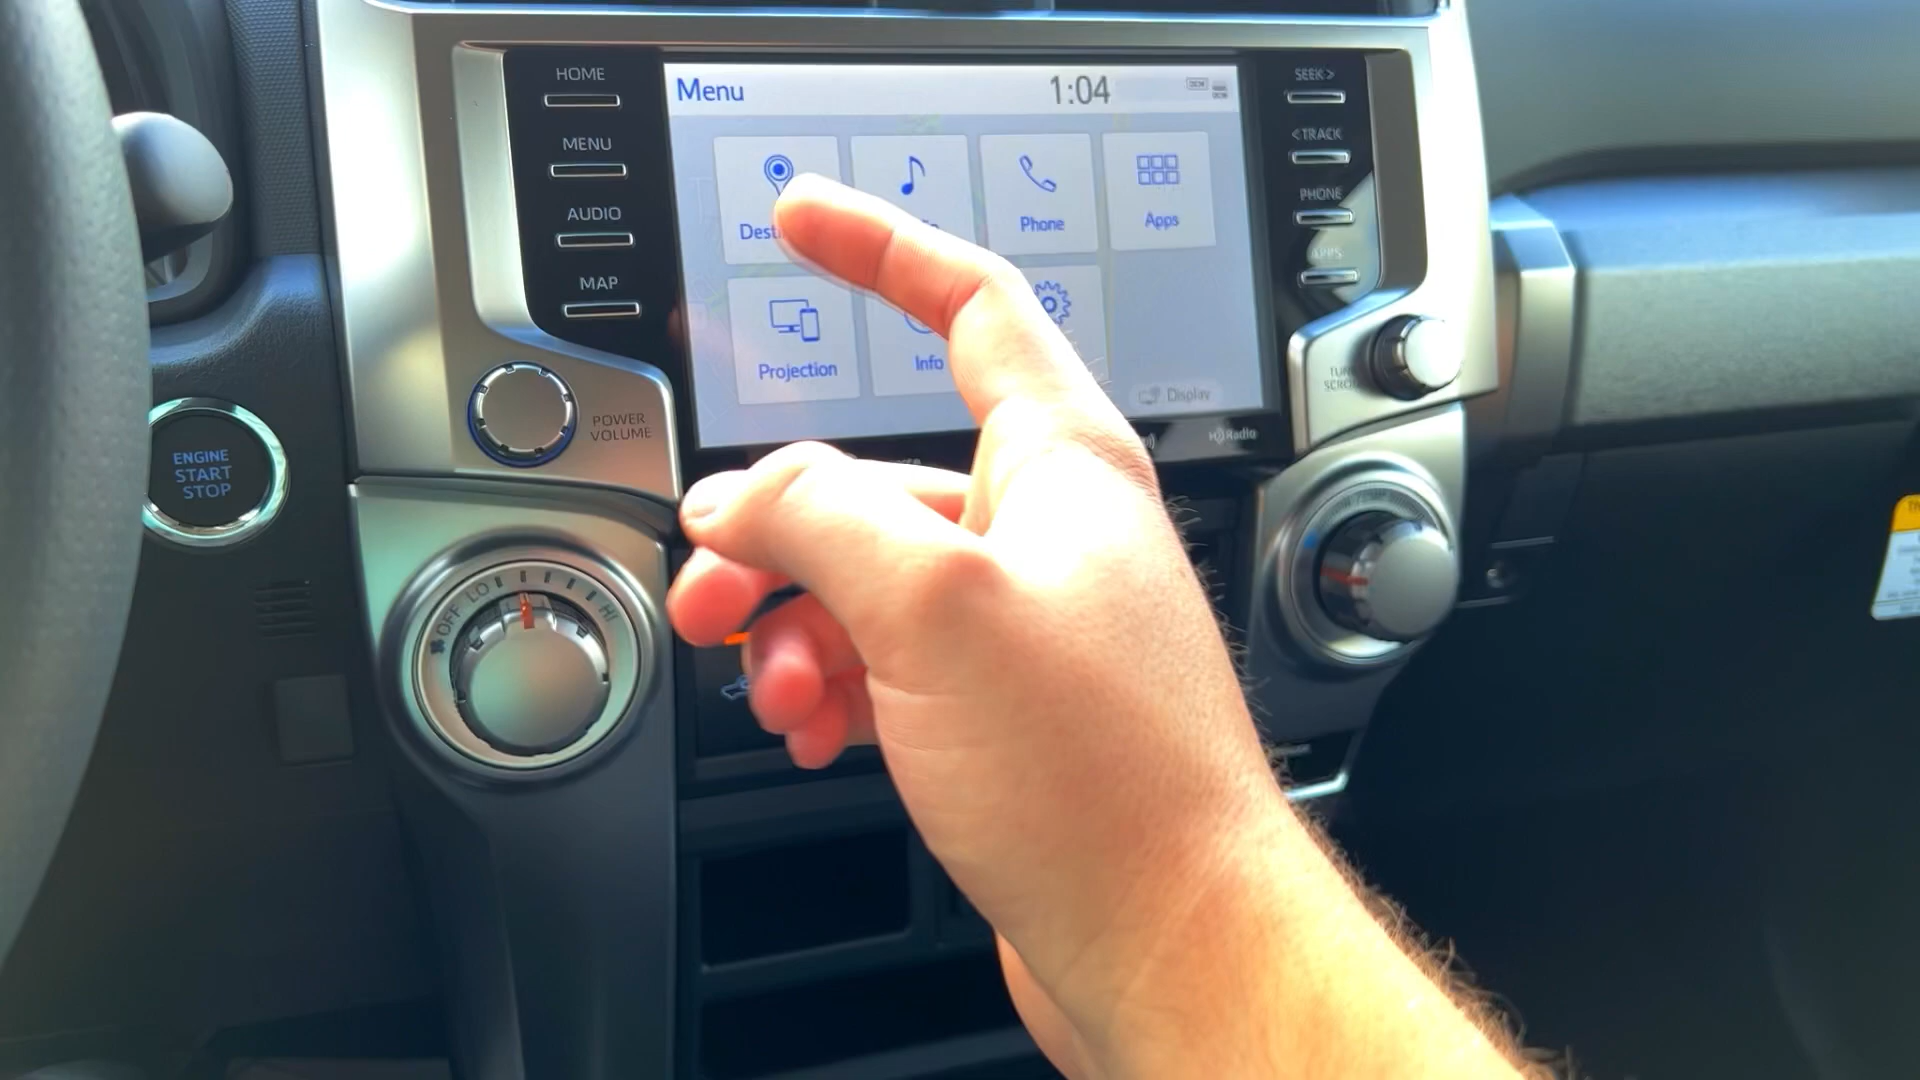 HOME
MENU
AUDIO
MAP
POWER
VOLUME
Menu
1:04
Phone
Apps
Projection
Info
Display
HD Radio
SEEK >
< TRACK
PHONE
APPS
ENGINE
START
STOP
OFF LO HI